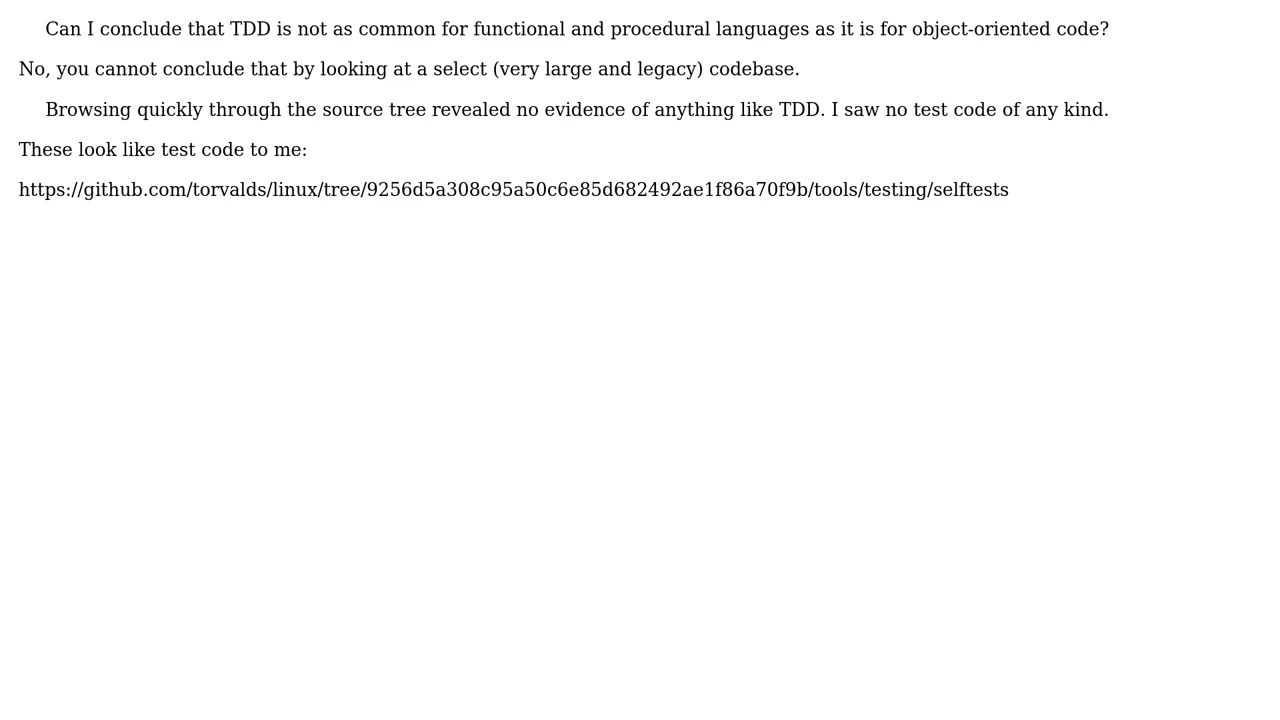 Can I conclude that TDD is not as common for functional and procedural languages as it is for object-oriented code?
No, you cannot conclude that by looking at a select (very large and legacy) codebase.
Browsing quickly through the source tree revealed no evidence of anything like TDD. I saw no test code of any kind.
These look like test code to me:
https://github.com/torvalds/linux/tree/9256d5a308c95a50c6e85d682492ae1f86a70f9b/tools/testing/selftests